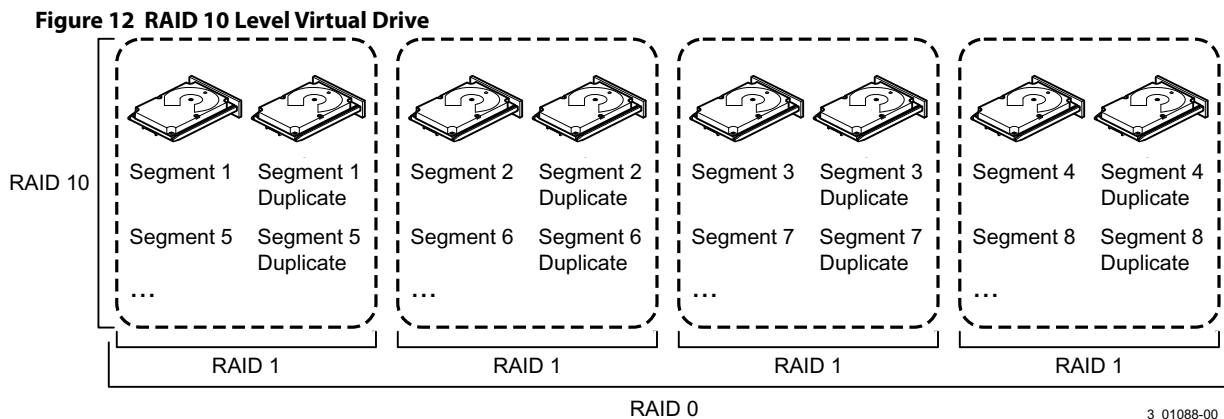 Figure 12 RAID 10 Level Virtual Drive
Segment 1 Segment 1 Segment 2 Segment 2 Segment 3 Segment 3 Segment 4 Segment 4
RAID 10
Duplicate Duplicate Duplicate Duplicate
Segment 5 Segment 5 Segment 6 Segment 6 Segment 7 Segment 7 Segment 8 Segment 8
Duplicate Duplicate Duplicate Duplicate
... ... ... ...
RAID 1 RAID 1 RAID 1 RAID 1
RAID 0
3_01088-00